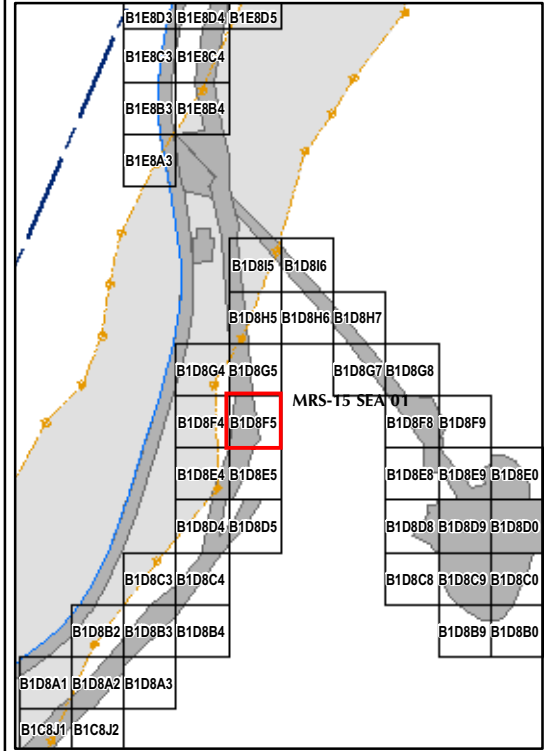 B1E8D3 B1E8D4 B1E8D5
B1E8C3 B1E8C4
B1E8B3 B1E8B4
B1E8A3
B1D8I5 B1D8I6
B1D8H5 B1D8H6 B1D8H7
B1D8G4 B1D8G5 B1D8G7 B1D8G8
MRS-15 SEA 01
B1D8F4 B1D8F5 B1D8F8 B1D8F9
B1D8E4 B1D8E5 B1D8E8 B1D8E9 B1D8E0
B1D8D4 B1D8D5 B1D8D8 B1D8D9 B1D8D0
B1D8C3 B1D8C4 B1D8C8 B1D8C9 B1D8C0
B1D8B2 B1D8B3 B1D8B4 B1D8B9 B1D8B0
B1D8A1 B1D8A2 B1D8A3
B1C8J1 B1C8J2